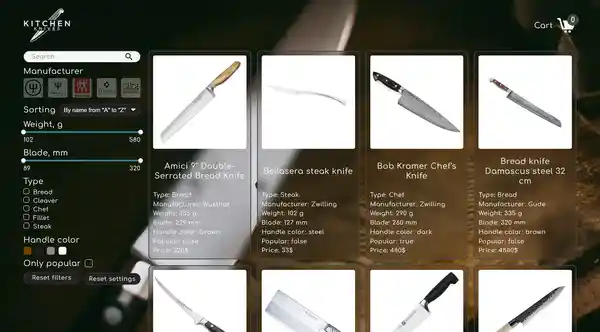 KITCHEN
KNIVES
Cart
0
Search
Manufacturer
Sorting
By name from "A" to "Z"
Weight, g
102 580
Blade, mm
89 320
Type
Bread
Cleaver
Chef
Fillet
Steak
Handle color
Only popular
Reset filters
Reset settings
Amici 9" Double-
Serrated Bread Knife
Type: Bread
Manufacturer: Wusthof
Blade: 229 mm
Handle color: brown
Popular: false
Bellasera steak knife
Type: Steak
Manufacturer: Zwilling
Weight: 102 g
Blade: 127 mm
Handle color: steel
Popular: false
Price: 33$
Bob Kramer Chef's
Knife
Type: Chef
Manufacturer: Zwilling
Weight: 290 g
Blade: 260 mm
Handle color: dark
Popular: true
Price: 460$
Bread knife
Damascus steel 32
cm
Type: Bread
Manufacturer: Gude
Weight: 335 g
Blade: 320 mm
Handle color: brown
Popular: false
Price: 4580$